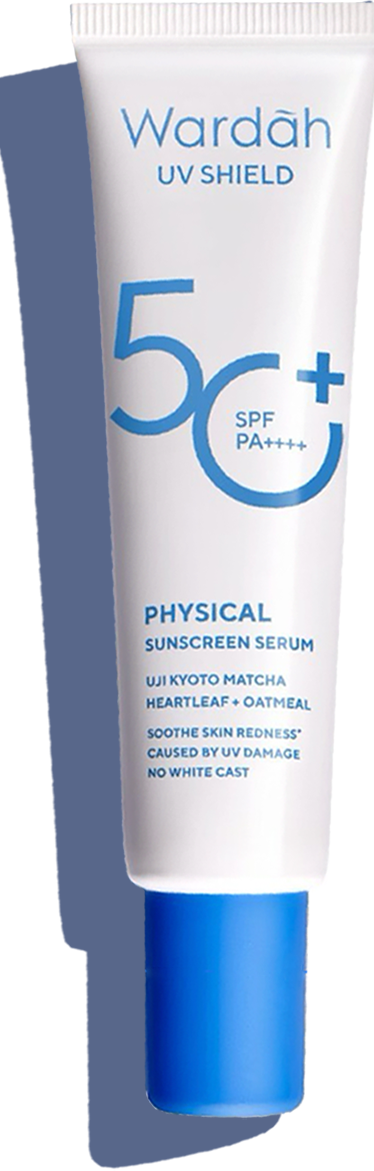 Wardãh
UV SHIELD
50+
SPF
PA++++
PHYSICAL
SUNSCREEN SERUM
UJI KYOTO MATCHA
HEARTLEAF + OATMEAL
SOOTHE SKIN REDNESS*
CAUSED BY UV DAMAGE
NO WHITE CAST